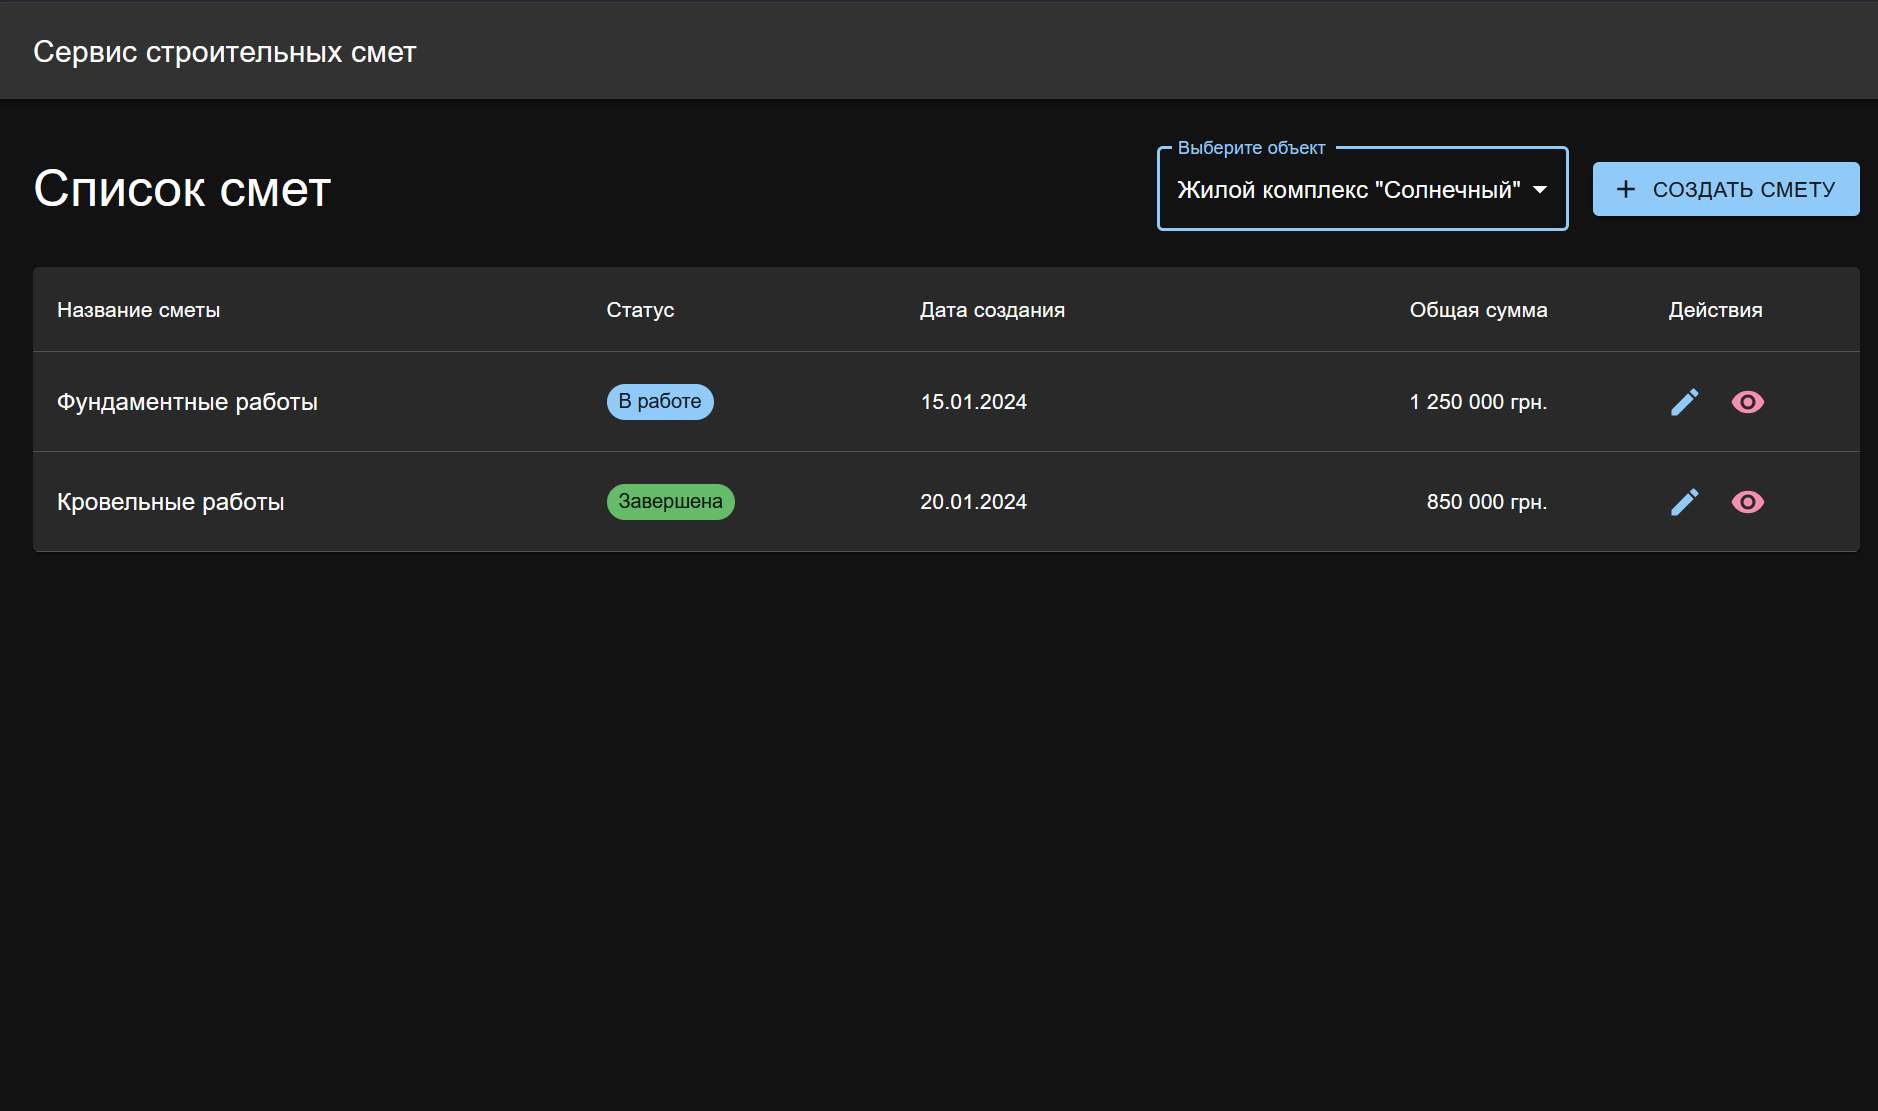 Сервис строительных смет
Список смет
Выберите объект
Жилой комплекс "Солнечный"
СОЗДАТЬ СМЕТУ
Название сметы Статус Дата создания Общая сумма Действия
Фундаментные работы В работе 15.01.2024 1 250 000 грн.
Кровельные работы Завершена 20.01.2024 850 000 грн.